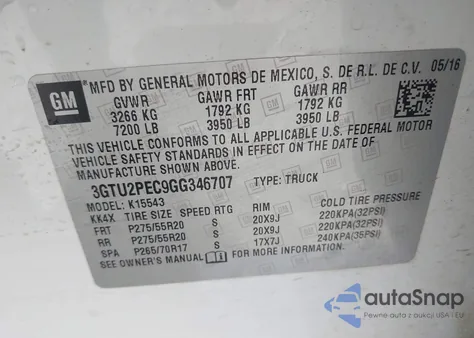 GM
MFD BY GENERAL MOTORS DE MEXICO, S. DE R.L. DE C.V. 05/16
GVWR GAWR FRT GAWR RR
3266 KG 1792 KG 1792 KG
7200 LB 3950 LB 3950 LB
THIS VEHICLE CONFORMS TO ALL APPLICABLE U.S. FEDERAL MOTOR
VEHICLE SAFETY STANDARDS IN EFFECT ON THE DATE OF
MANUFACTURE SHOWN ABOVE.
3GTU2PEC9GG346707 TYPE: TRUCK
MODEL: K15543
KK4X TIRE SIZE SPEED RTG RIM COLD TIRE PRESSURE
FRT P275/55R20 S 20X9J 220KPA(32PSI)
RR P275/55R20 S 20X9J 220KPA(32PSI)
SPA P265/70R17 S 17X7J 240KPA(35PSI)
SEE OWNER'S MANUAL
autoSnap
Pewne auto z aukcji USA i EU